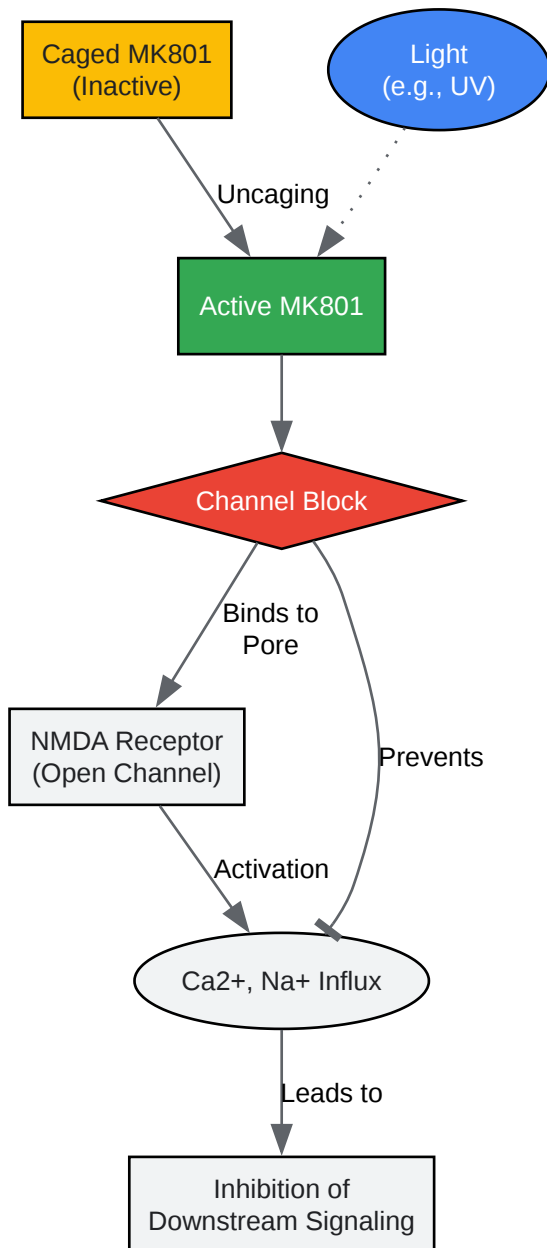 Caged MK801
(Inactive)
Light
(e.g., UV)
Uncaging
Active MK801
Channel Block
Binds to
Pore
NMDA Receptor
(Open Channel)
Prevents
Activation
Ca2+, Na+ Influx
Leads to
Inhibition of
Downstream Signaling